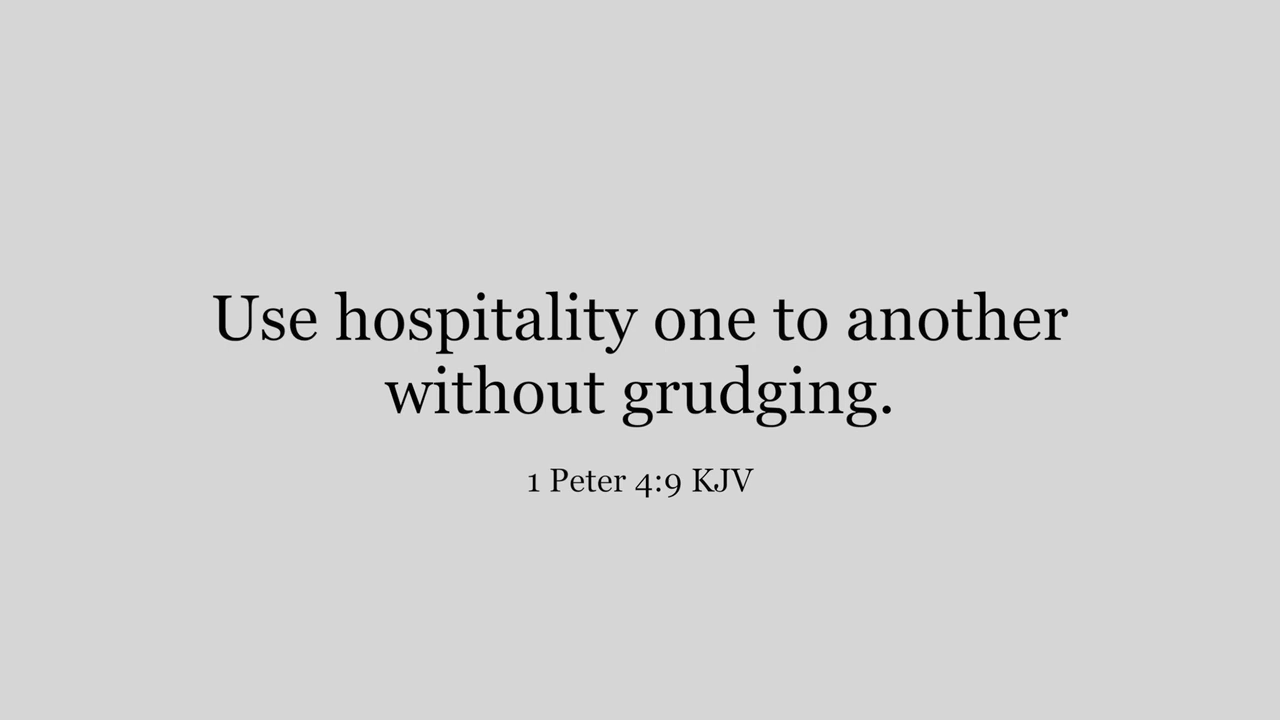 Use hospitality one to another
without grudging.
1 Peter 4:9 KJV